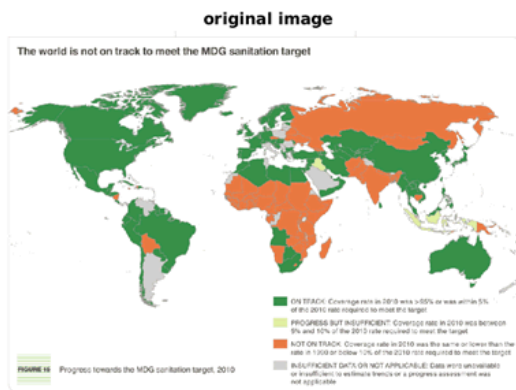 original image
The world is not on track to meet the MDG sanitation target
ON TRACK: Coverage rate in 2010 was >95% or was within 5%
of the 2010 rate required to meet the target
PROGRESS BUT INSUFFICIENT: Coverage rate in 2010 was between
5% and 10% of the 2010 rate required to meet the target
NOT ON TRACK: Coverage rate in 2010 was the same or lower than the
rate in 1990 or below 10% of the 2010 rate required to meet the target
INSUFFICIENT DATA OR NOT APPLICABLE: Data were unavailable
or insufficient to estimate trends or a progress assessment was
not applicable
FIGURE 15 Progress towards the MDG sanitation target, 2010